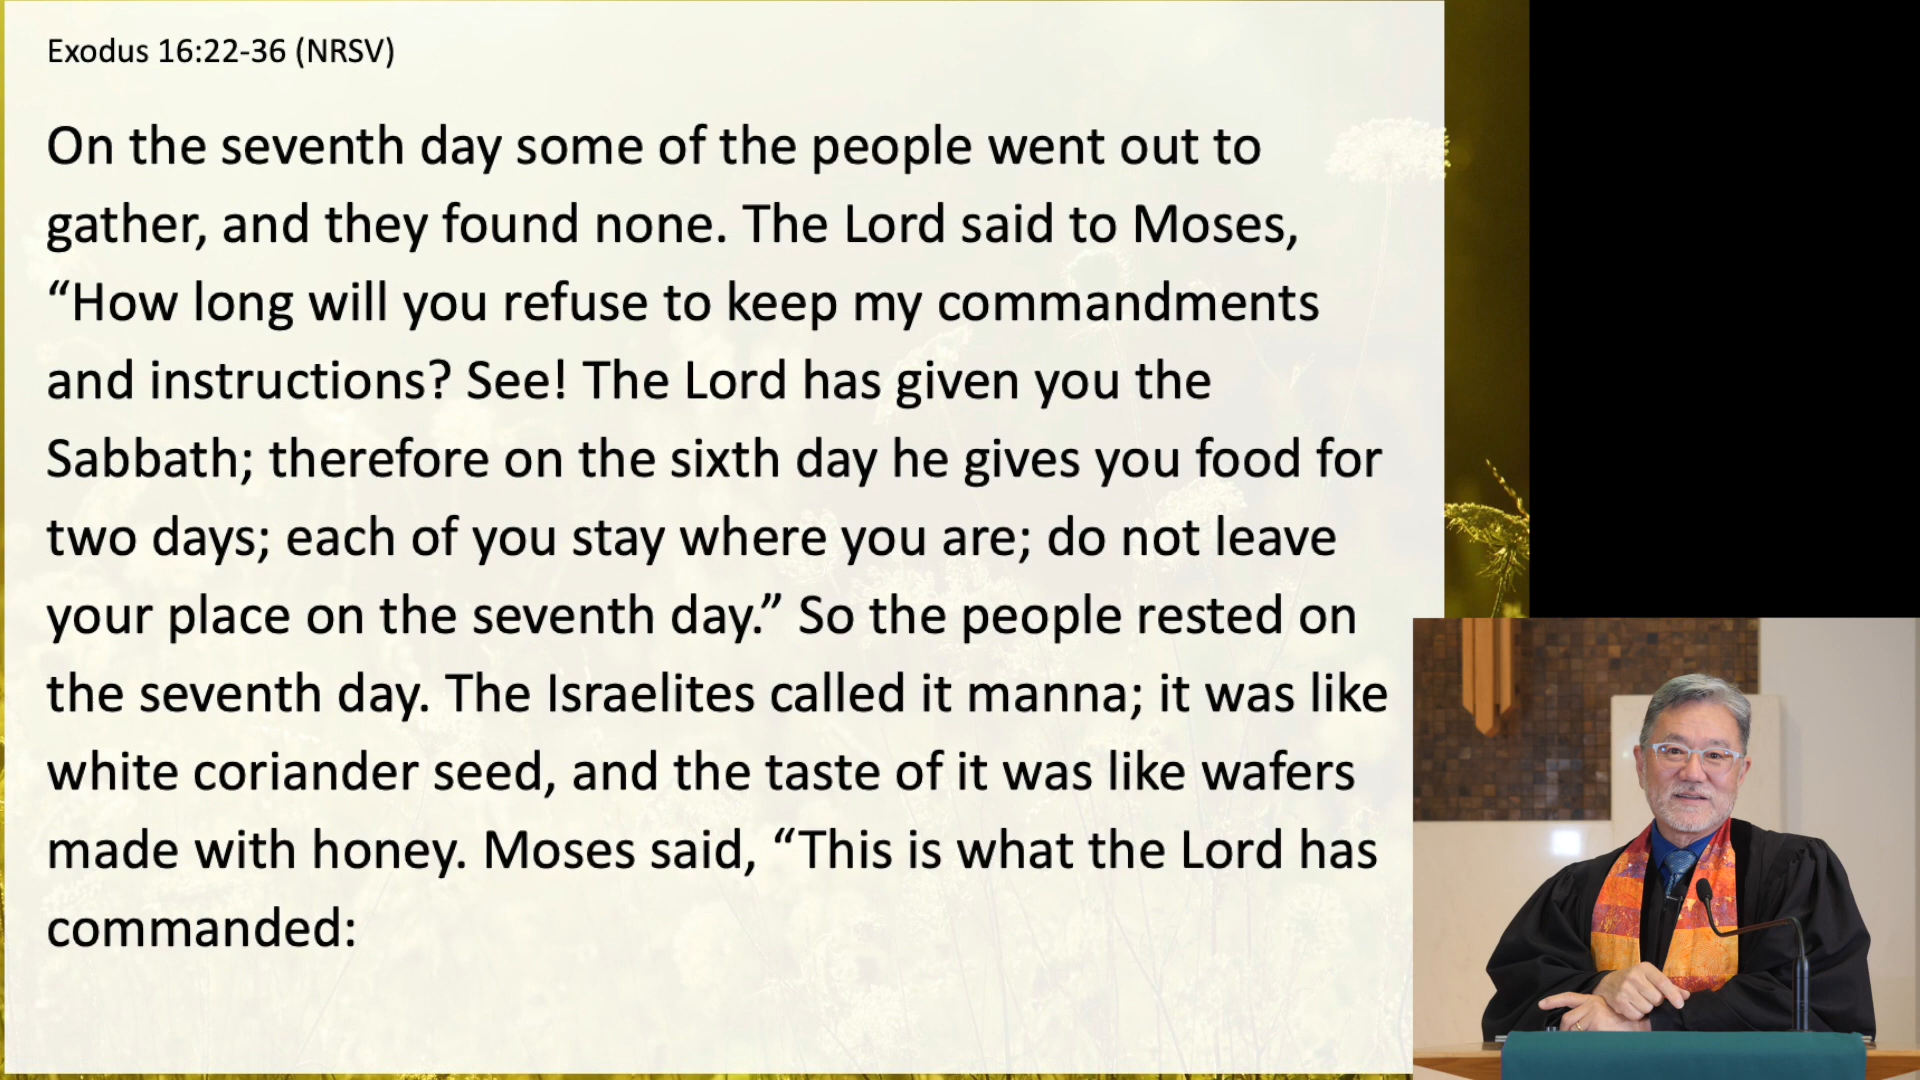 Exodus 16:22-36 (NRSV)
On the seventh day some of the people went out to
gather, and they found none. The Lord said to Moses,
“How long will you refuse to keep my commandments
and instructions? See! The Lord has given you the
Sabbath; therefore on the sixth day he gives you food for
two days; each of you stay where you are; do not leave
your place on the seventh day.” So the people rested on
the seventh day. The Israelites called it manna; it was like
white coriander seed, and the taste of it was like wafers
made with honey. Moses said, “This is what the Lord has
commanded: